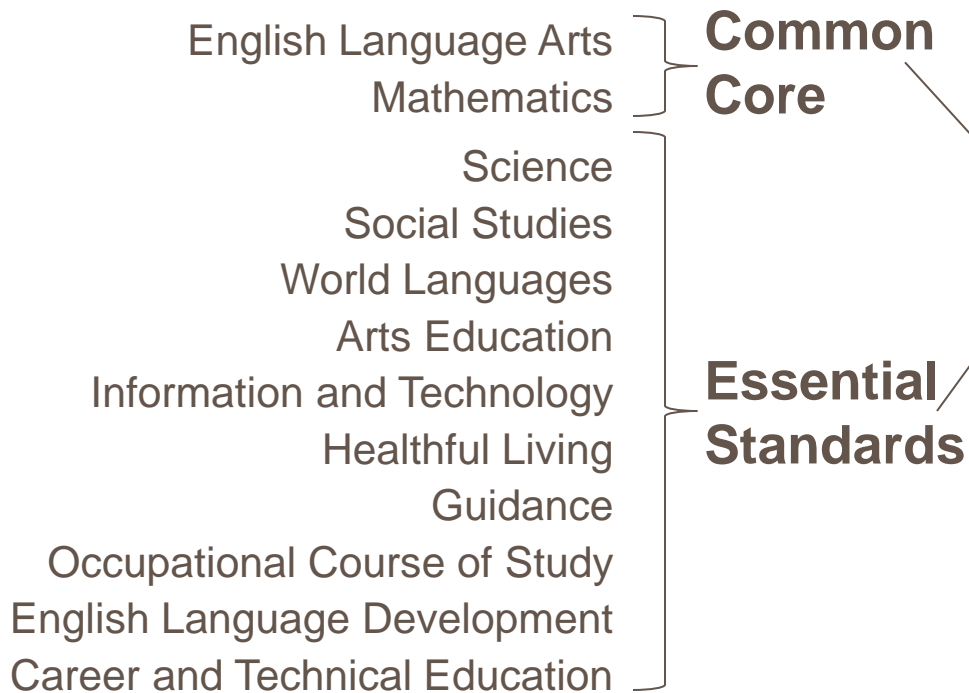 English Language Arts
Mathematics
Common
Core
Science
Social Studies
World Languages
Arts Education
Information and Technology
Healthful Living
Guidance
Occupational Course of Study
English Language Development
Career and Technical Education
Essential
Standards